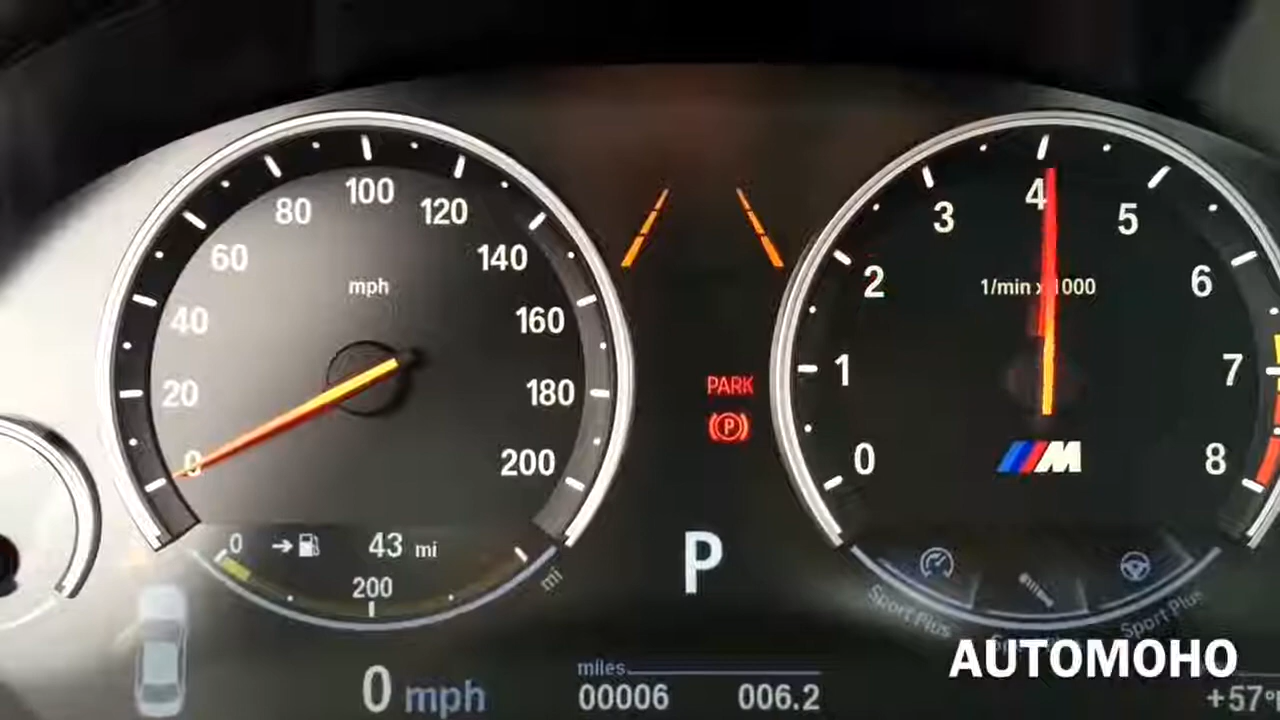 100
80
120
60
140
mph
40
160
20
180
0
200
0
43 mi
200
mi
PARK
P
P
4
3
5
2
6
1/min x 1000
1
7
0
8
M
Sport Plus
Sport Plus
0 mph
miles
00006 006.2
AUTOMOHO
+57°